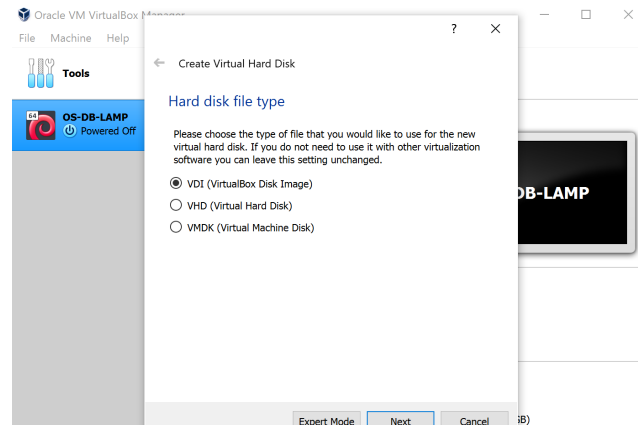 Oracle VM VirtualBox Manager
File Machine Help
?
Tools
Create Virtual Hard Disk
Hard disk file type
64
OS-DB-LAMP
Powered Off
Please choose the type of file that you would like to use for the new
virtual hard disk. If you do not need to use it with other virtualization
software you can leave this setting unchanged.
VDI (VirtualBox Disk Image)
VHD (Virtual Hard Disk)
VMDK (Virtual Machine Disk)
DB-LAMP
Expert Mode Next Cancel